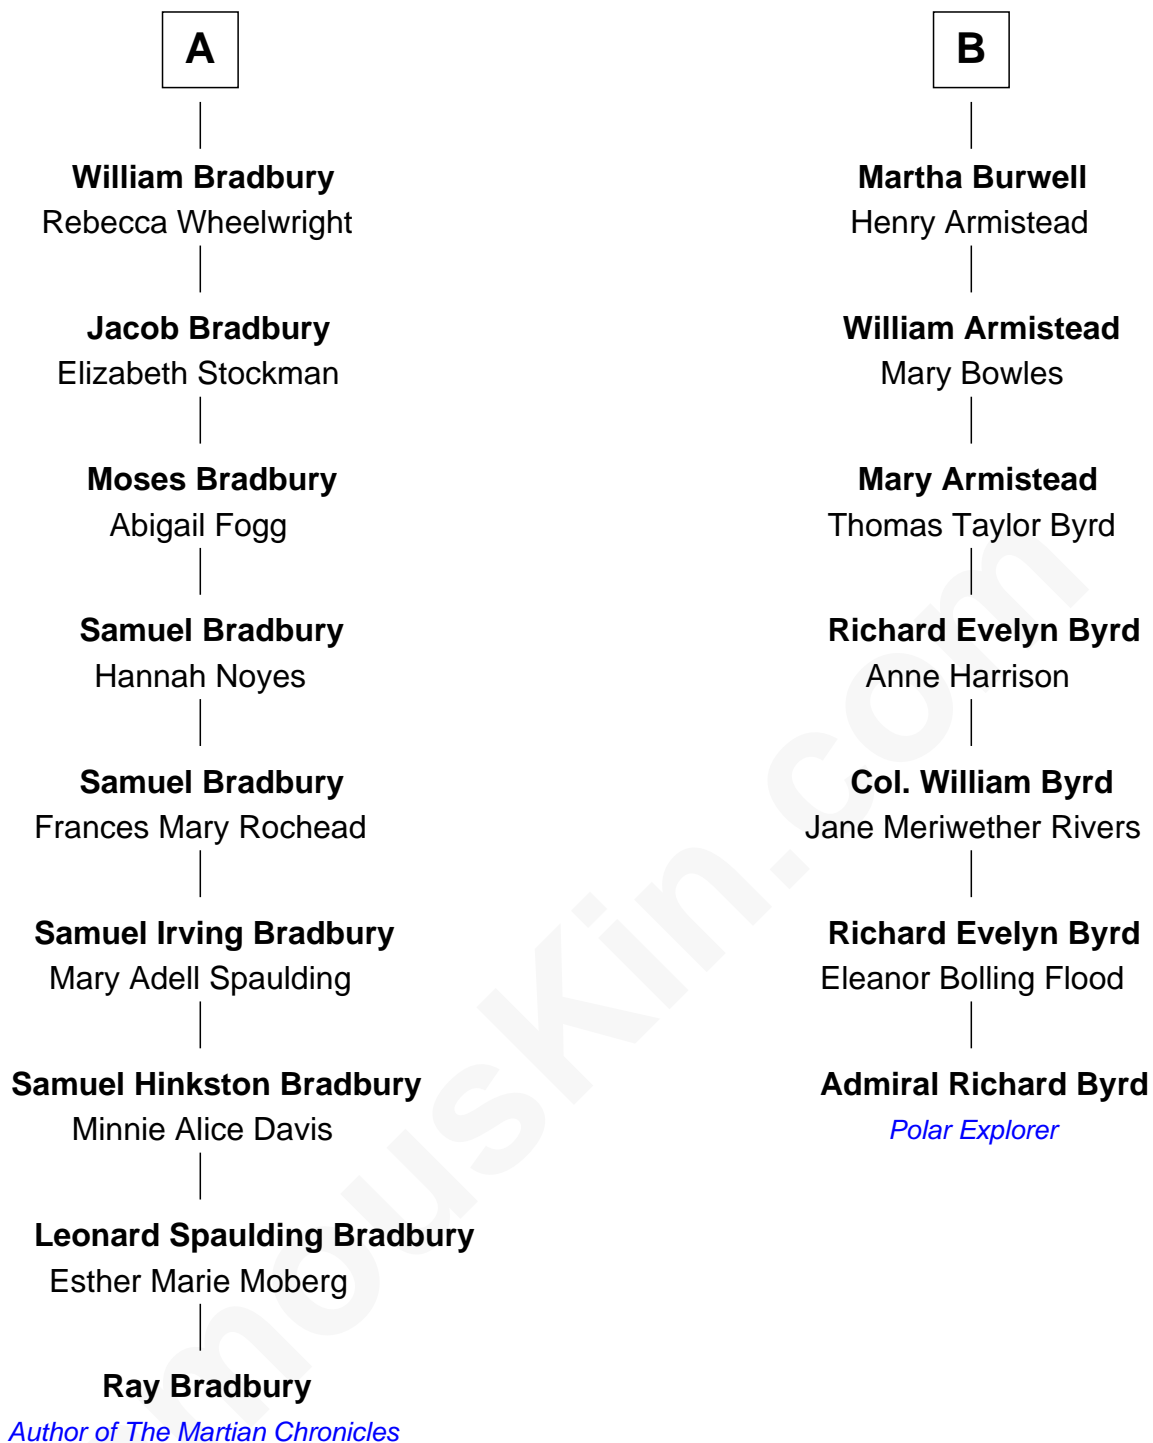 A
William Bradbury
Rebecca Wheelwright
Jacob Bradbury
Elizabeth Stockman
Moses Bradbury
Abigail Fogg
Samuel Bradbury
Hannah Noyes
Samuel Bradbury
Frances Mary Rochead
Samuel Irving Bradbury
Mary Adell Spaulding
Samuel Hinkston Bradbury
Minnie Alice Davis
Leonard Spaulding Bradbury
Esther Marie Moberg
Ray Bradbury
Author of The Martian Chronicles
B
Martha Burwell
Henry Armistead
William Armistead
Mary Bowles
Mary Armistead
Thomas Taylor Byrd
Richard Evelyn Byrd
Anne Harrison
Col. William Byrd
Jane Meriwether Rivers
Richard Evelyn Byrd
Eleanor Bolling Flood
Admiral Richard Byrd
Polar Explorer
mousKin.com